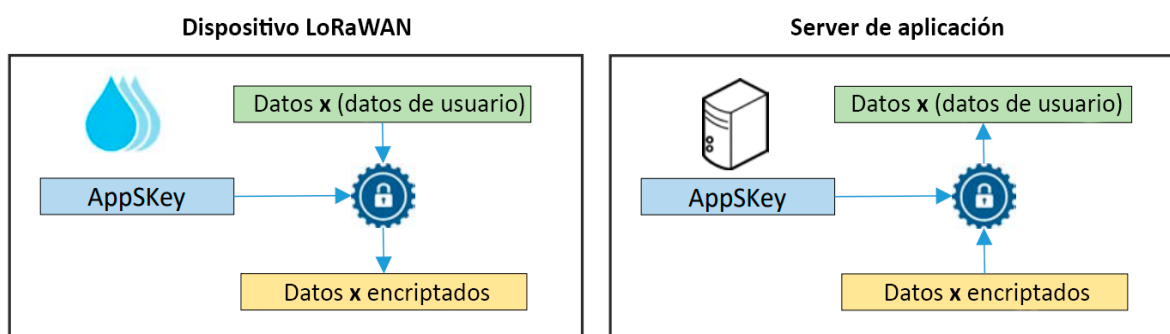 Dispositivo LoRaWAN
Datos x (datos de usuario)
AppSKey
Datos x encriptados
Server de aplicación
Datos x (datos de usuario)
AppSKey
Datos x encriptados